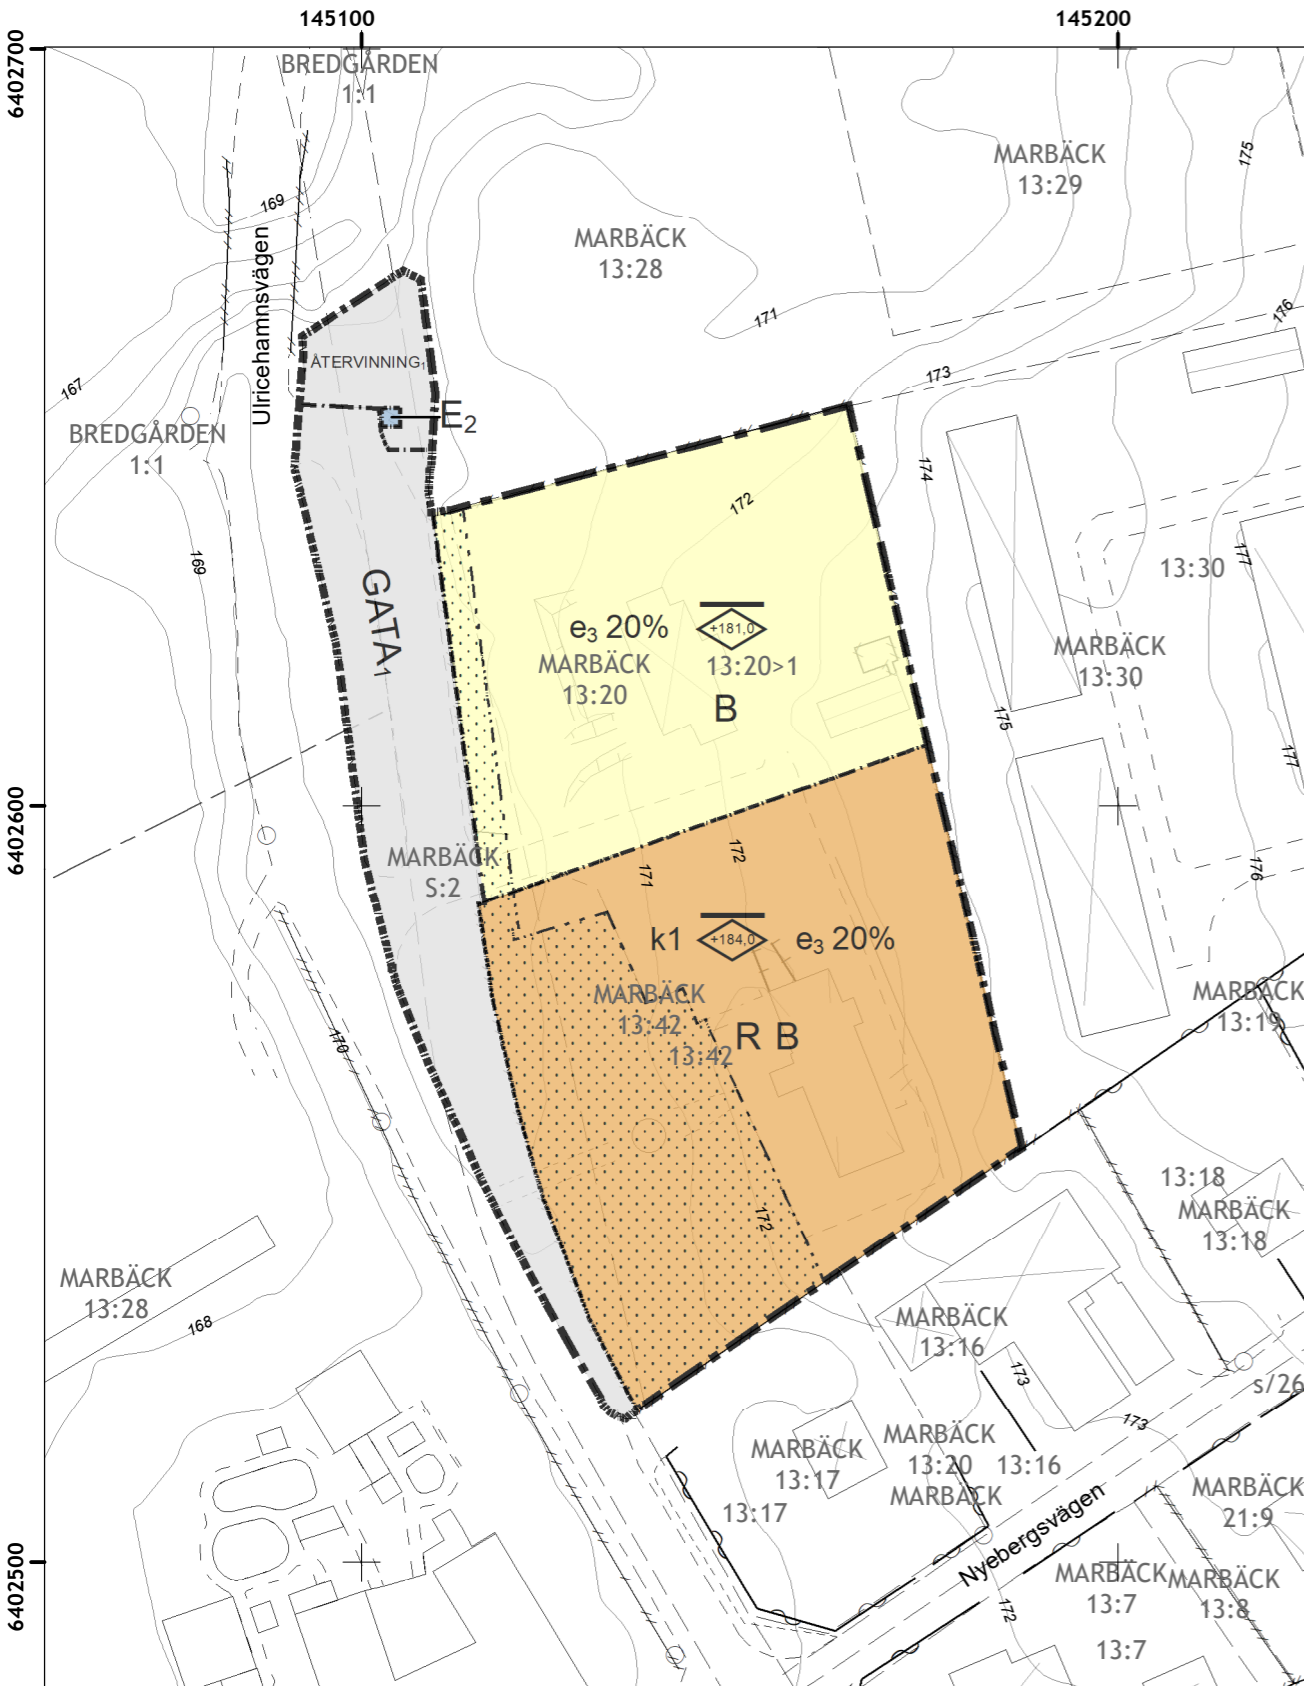 145100
145200
6402700
BREDGÅRDEN
1:1
MARBÄCK
13:29
175
169
Ulricehamnsvägen
MARBÄCK
13:28
171
176
173
167
ÅTERVINNING1
E2
BREDGÅRDEN
1:1
174
172
169
GATA1
177
13:30
e3 20%
+181,0
MARBÄCK
13:20
13:20>1
B
MARBÄCK
13:30
175
177
6402600
MARBÄCK
S:2
171
172
176
k1
+184,0
e3 20%
MARBÄCK
13:42
13:42
R B
MARBÄCK
13:19
170
172
13:18
MARBÄCK
13:18
MARBÄCK
13:28
168
MARBÄCK
13:16
173
s/26
173
MARBÄCK
13:17
13:17
MARBÄCK
13:20
MARBÄCK
13:16
MARBÄCK
21:9
Nyebergsvägen
6402500
172
MARBÄCK
13:7
13:7
MARBÄCK
13:8